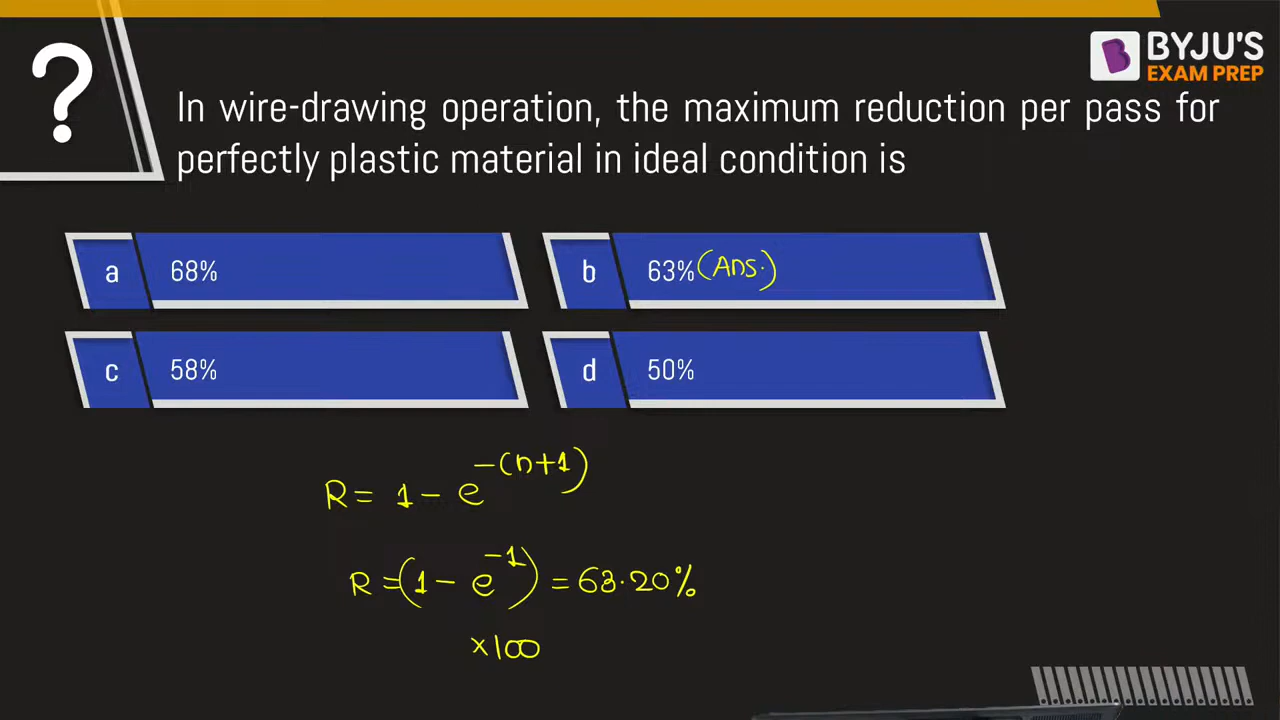 ?
BYJU'S
EXAM PREP
In wire-drawing operation, the maximum reduction per pass for
perfectly plastic material in ideal condition is
a 68%
b 63% (Ans.)
c 58%
d 50%
R = 1 - e^-(n+1)
R = (1 - e^-1) = 63.20%
×100